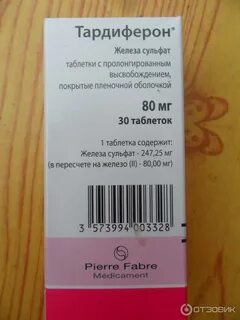 Тардиферон®
Железа сульфат
таблетки с пролонгированным
высвобождением,
покрытые пленочной оболочкой
80 мг
30 таблеток
1 таблетка содержит:
Железа сульфат - 247,25 мг
(в пересчете на железо (II) - 80,00 мг)
3 573994 003328
Pierre Fabre
Médicament
ОТЗОВИК